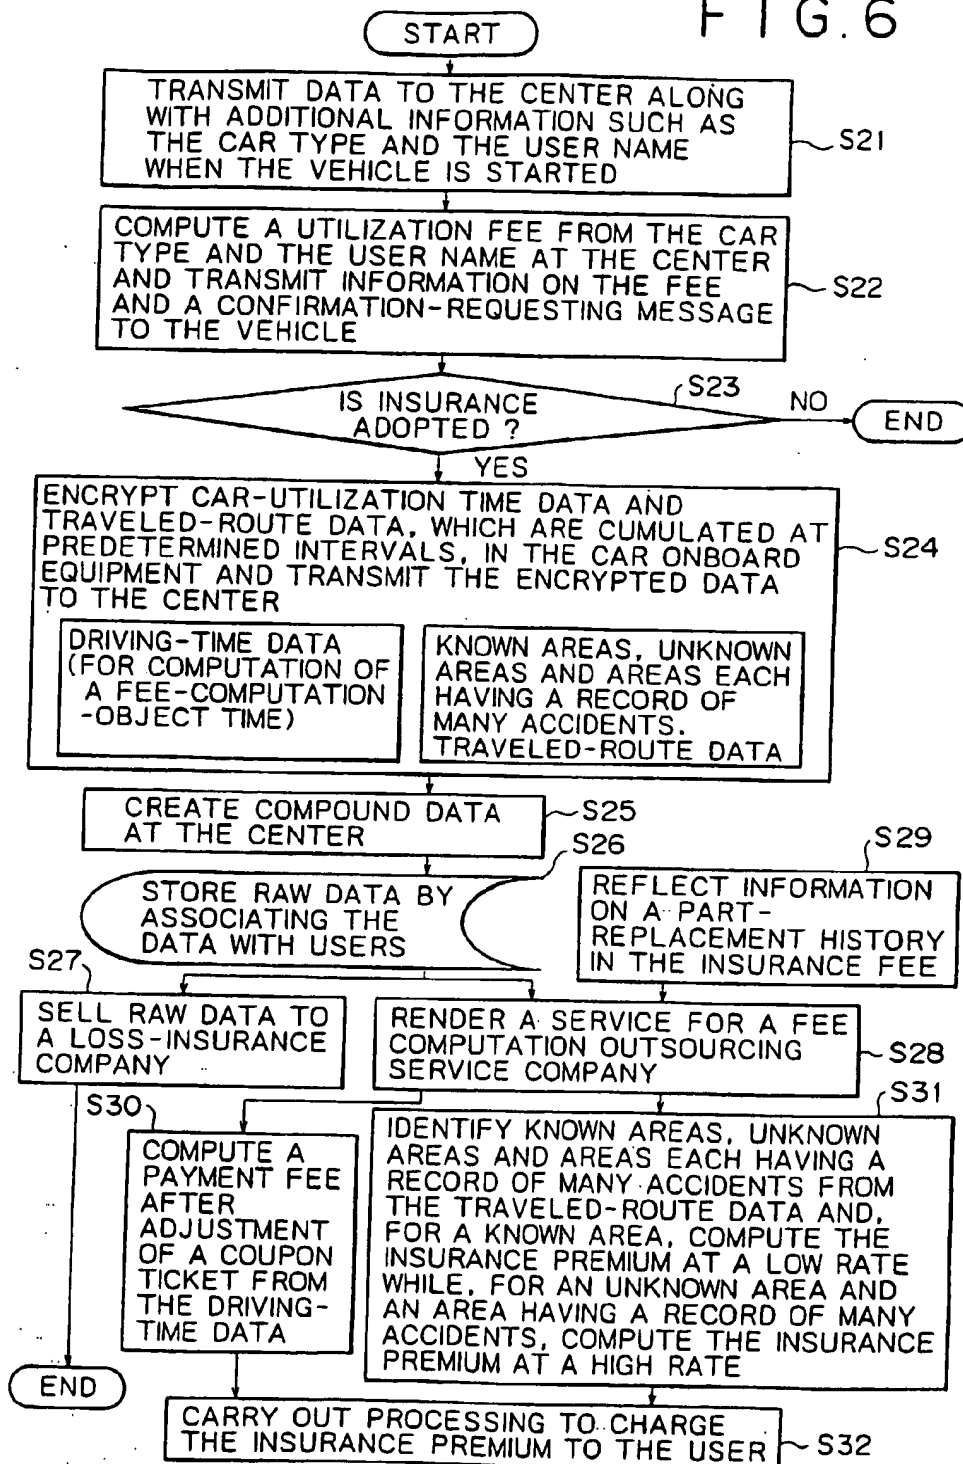 FIG.6
START
TRANSMIT DATA TO THE CENTER ALONG
WITH ADDITIONAL INFORMATION SUCH AS
THE CAR TYPE AND THE USER NAME
WHEN THE VEHICLE IS STARTED
S21
COMPUTE A UTILIZATION FEE FROM THE CAR
TYPE AND THE USER NAME AT THE CENTER
AND TRANSMIT INFORMATION ON THE FEE
AND A CONFIRMATION-REQUESTING MESSAGE
TO THE VEHICLE
S22
S23
IS INSURANCE
ADOPTED ?
NO
END
YES
ENCRYPT CAR-UTILIZATION TIME DATA AND
TRAVELED-ROUTE DATA, WHICH ARE CUMULATED AT
PREDETERMINED INTERVALS, IN THE CAR ONBOARD
EQUIPMENT AND TRANSMIT THE ENCRYPTED DATA
TO THE CENTER
S24
DRIVING-TIME DATA
(FOR COMPUTATION OF
A FEE-COMPUTATION
-OBJECT TIME)
KNOWN AREAS, UNKNOWN
AREAS AND AREAS EACH
HAVING A RECORD OF
MANY ACCIDENTS.
TRAVELED-ROUTE DATA
CREATE COMPOUND DATA
AT THE CENTER
S25
S26
STORE RAW DATA BY
ASSOCIATING THE
DATA WITH USERS
S29
REFLECT INFORMATION
ON A PART-
REPLACEMENT HISTORY
IN THE INSURANCE FEE
S27
SELL RAW DATA TO
A LOSS-INSURANCE
COMPANY
RENDER A SERVICE FOR A FEE
COMPUTATION OUTSOURCING
SERVICE COMPANY
S28
S30
COMPUTE A
PAYMENT FEE
AFTER
ADJUSTMENT
OF A COUPON
TICKET FROM
THE DRIVING-
TIME DATA
S31
IDENTIFY KNOWN AREAS, UNKNOWN
AREAS AND AREAS EACH HAVING A
RECORD OF MANY ACCIDENTS FROM
THE TRAVELED-ROUTE DATA AND,
FOR A KNOWN AREA, COMPUTE THE
INSURANCE PREMIUM AT A LOW RATE
WHILE, FOR AN UNKNOWN AREA AND
AN AREA HAVING A RECORD OF MANY
ACCIDENTS, COMPUTE THE INSURANCE
PREMIUM AT A HIGH RATE
END
CARRY OUT PROCESSING TO CHARGE
THE INSURANCE PREMIUM TO THE USER
S32